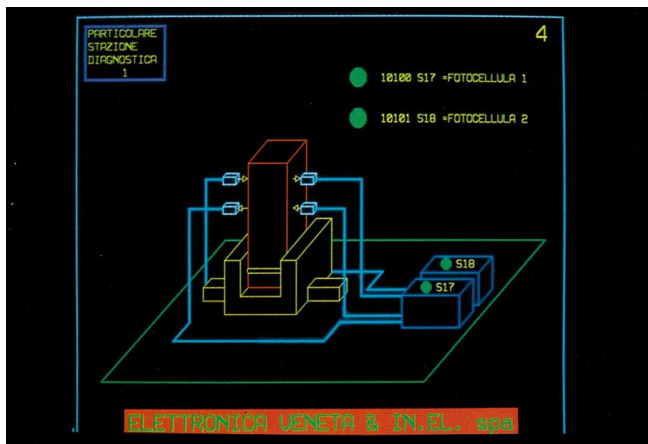 PARTICOLARE
STAZIONE
DIAGNOSTICA
1
4
10100 S17 =FOTOCELLULA 1
10101 S18 =FOTOCELLULA 2
S18
S17
ELETTRONICA VENETA & IN.EL. spa